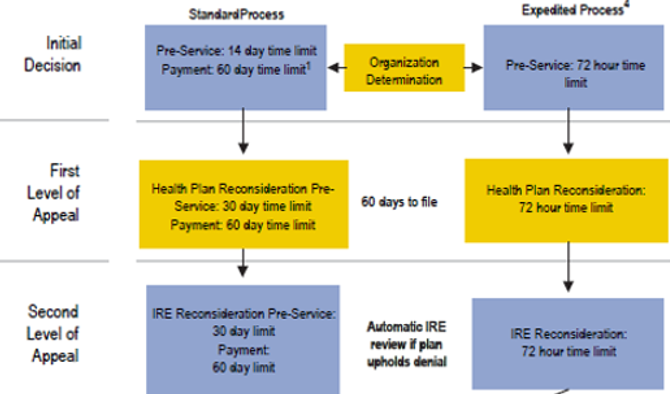 StandardProcess
Expedited Process4
Initial
Decision
Pre-Service: 14 day time limit
Payment: 60 day time limit1
Organization
Determination
Pre-Service: 72 hour time
limit
First
Level of
Appeal
Health Plan Reconsideration Pre-
Service: 30 day time limit
Payment: 60 day time limit
60 days to file
Health Plan Reconsideration:
72 hour time limit
Second
Level of
Appeal
IRE Reconsideration Pre-Service:
30 day limit
Payment:
60 day limit
Automatic IRE
review if plan
upholds denial
IRE Reconsideration:
72 hour time limit